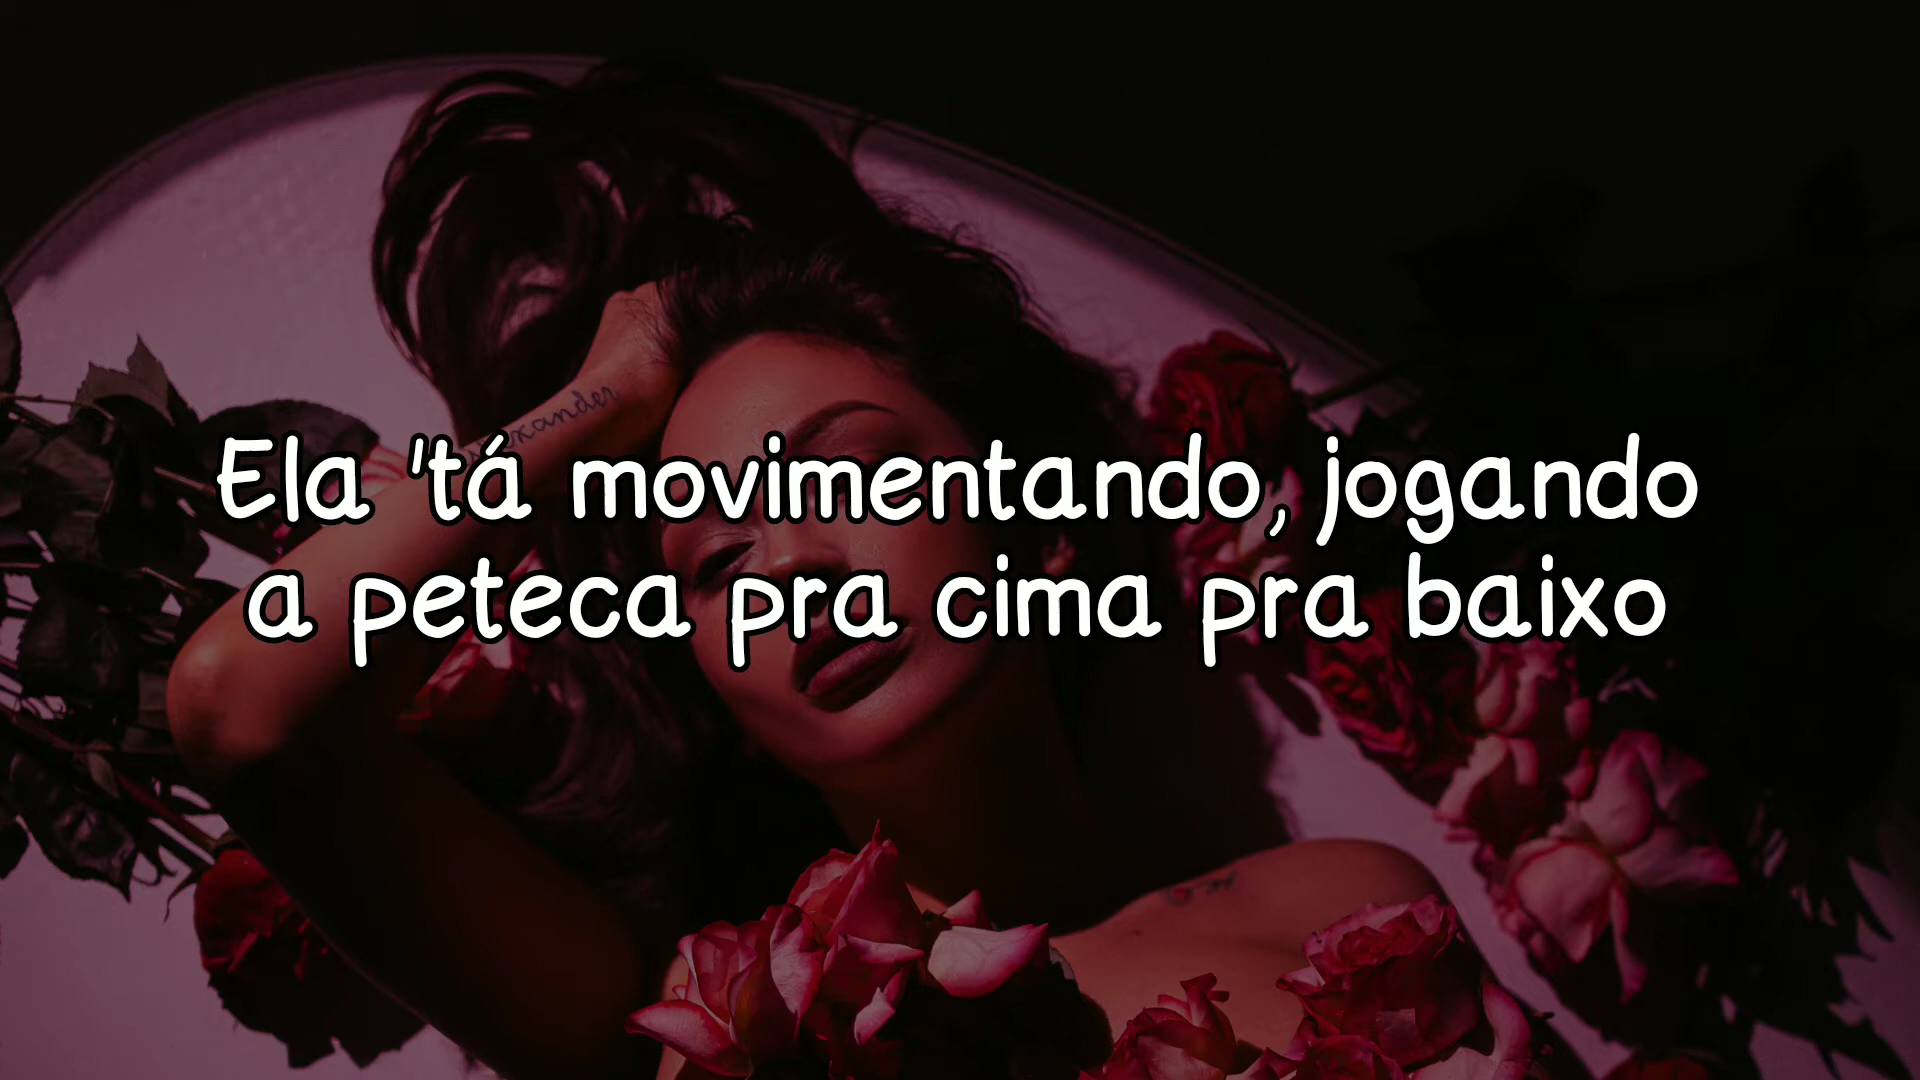 Ela 'tá movimentando, jogando
a peteca pra cima pra baixo